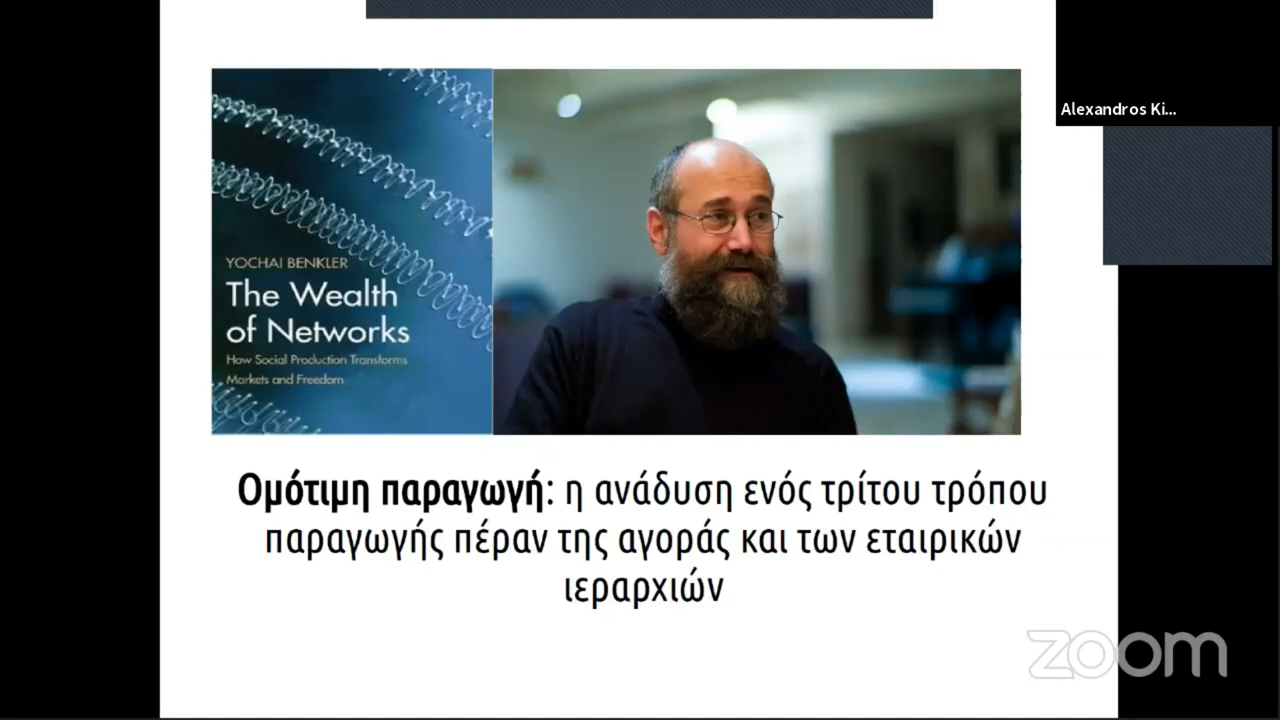 Alexandros Ki...
YOCHAI BENKLER
The Wealth
of Networks
How Social Production Transforms
Markets and Freedom
Ομότιμη παραγωγή: η ανάδυση ενός τρίτου τρόπου
παραγωγής πέραν της αγοράς και των εταιρικών
ιεραρχιών
zoom